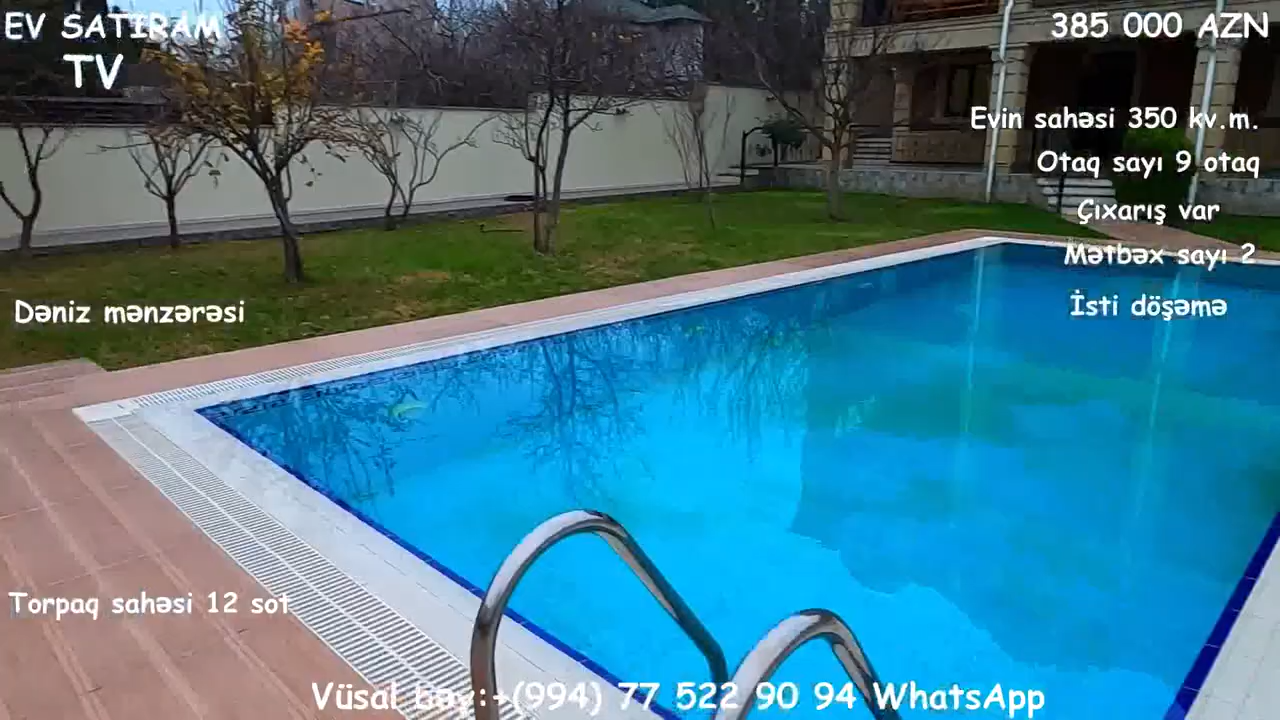 EV SATIRAM
TV
385 000 AZN
Evin sahəsi 350 kv.m.
Otaq sayı 9 otaq
Çıxarış var
Mətbəx sayı 2
İsti döşəmə
Dəniz mənzərəsi
Torpaq sahəsi 12 sot
Vüsal bəy:+(994) 77 522 90 94 WhatsApp